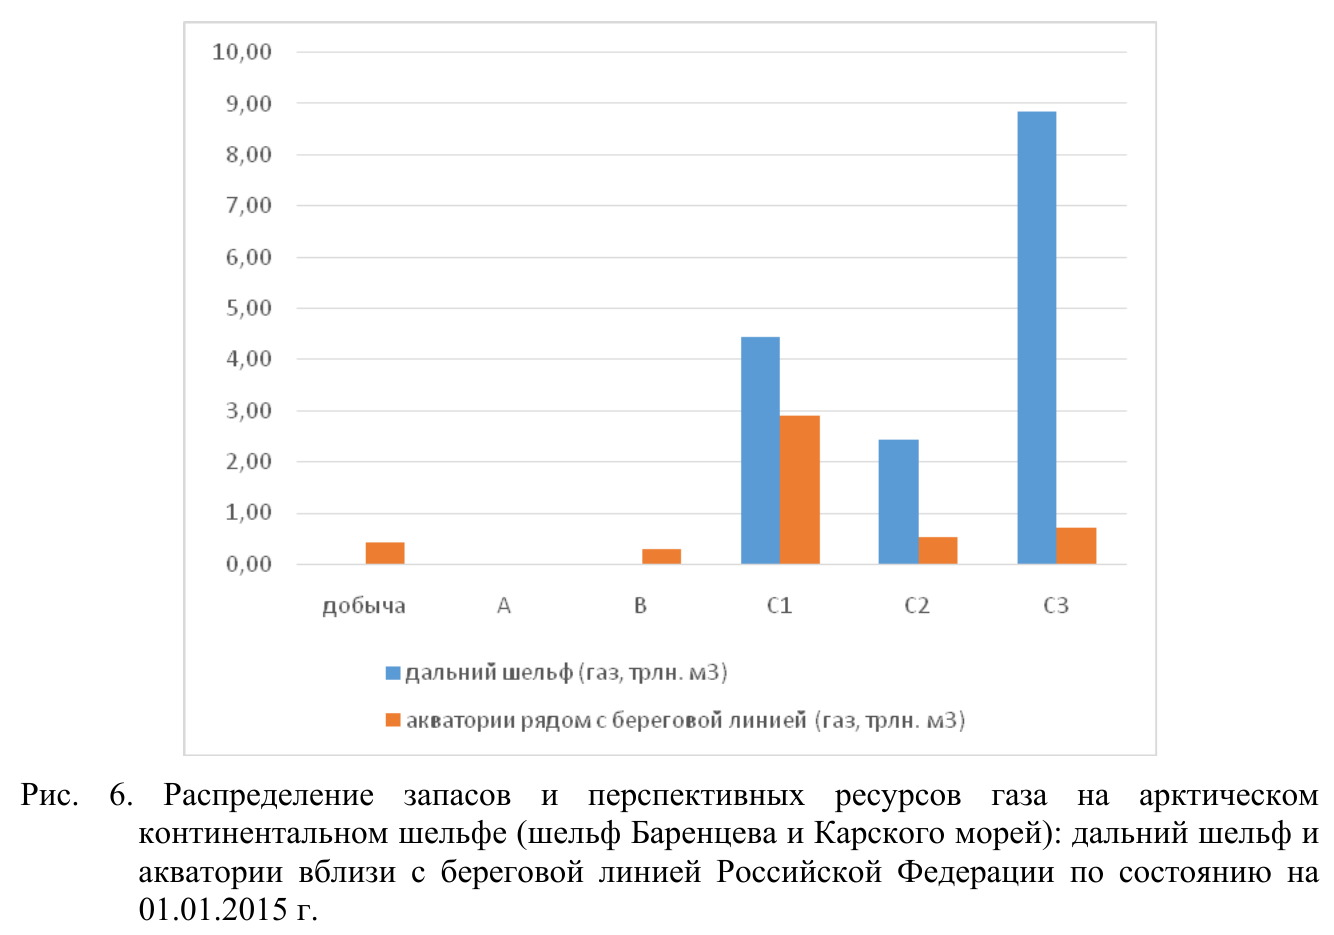 10,00
9,00
8,00
7,00
6,00
5,00
4,00
3,00
2,00
1,00
0,00
добыча А В С1 С2 С3
дальний шельф (газ, трлн. м3)
акватории рядом с береговой линией (газ, трлн. м3)
Рис. 6. Распределение запасов и перспективных ресурсов газа на арктическом
континентальном шельфе (шельф Баренцева и Карского морей): дальний шельф и
акватории вблизи с береговой линией Российской Федерации по состоянию на
01.01.2015 г.